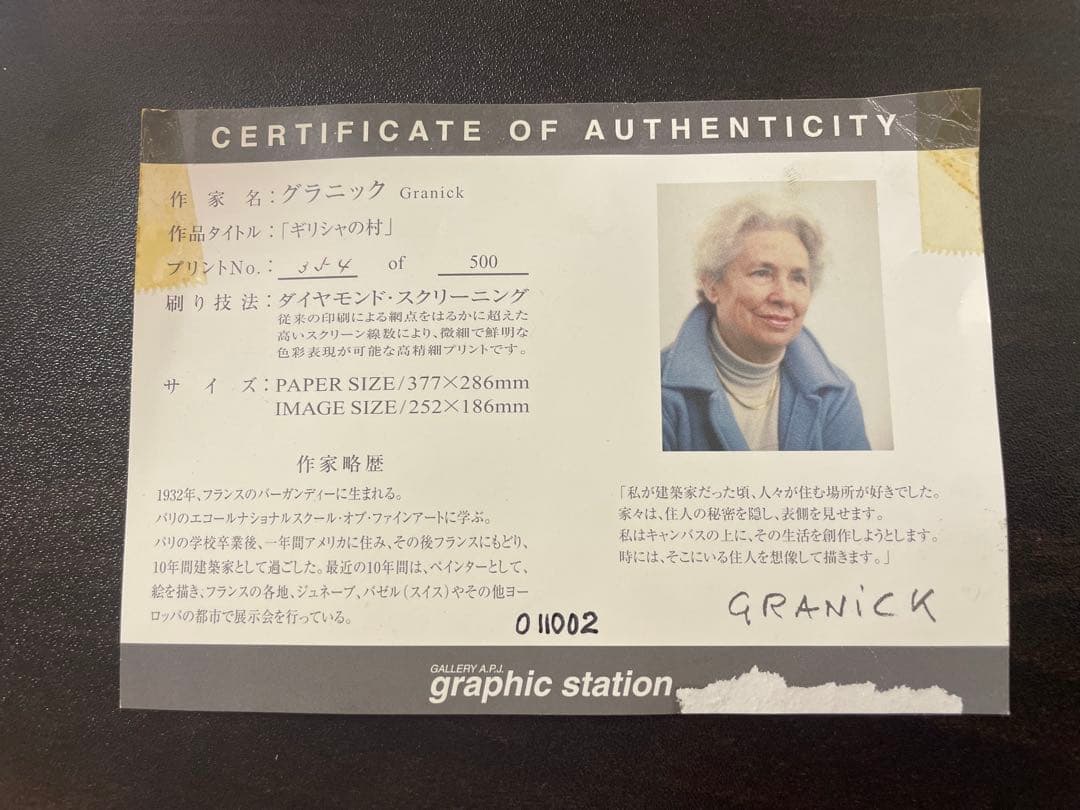 CERTIFICATE OF AUTHENTICITY
作家名：グラニック Granick
作品タイトル：「ギリシャの村」
プリントNo.： 354 of 500
刷り技法：ダイヤモンド・スクリーニング
従来の印刷による網点をはるかに超えた
高いスクリーン線数により、微細で鮮明な
色彩表現が可能な高精細プリントです。
サイズ：PAPER SIZE/377×286mm
IMAGE SIZE/252×186mm
作家略歴
1932年、フランスのバーガンディーに生まれる。
パリのエコールナショナルスクール・オブ・ファインアートに学ぶ。
パリの学校卒業後、一年間アメリカに住み、その後フランスにもどり、
10年間建築家として過ごした。最近の10年間は、ペインターとして、
絵を描き、フランスの各地、ジュネーブ、バゼル（スイス）やその他ヨー
ロッパの都市で展示会を行っている。
011002
「私が建築家だった頃、人々が住む場所が好きでした。
家々は、住人の秘密を隠し、表側を見せます。
私はキャンバスの上に、その生活を創作しようとします。
時には、そこにいる住人を想像して描きます。」
GRANiCK
GALLERY A.P.J.
graphic station